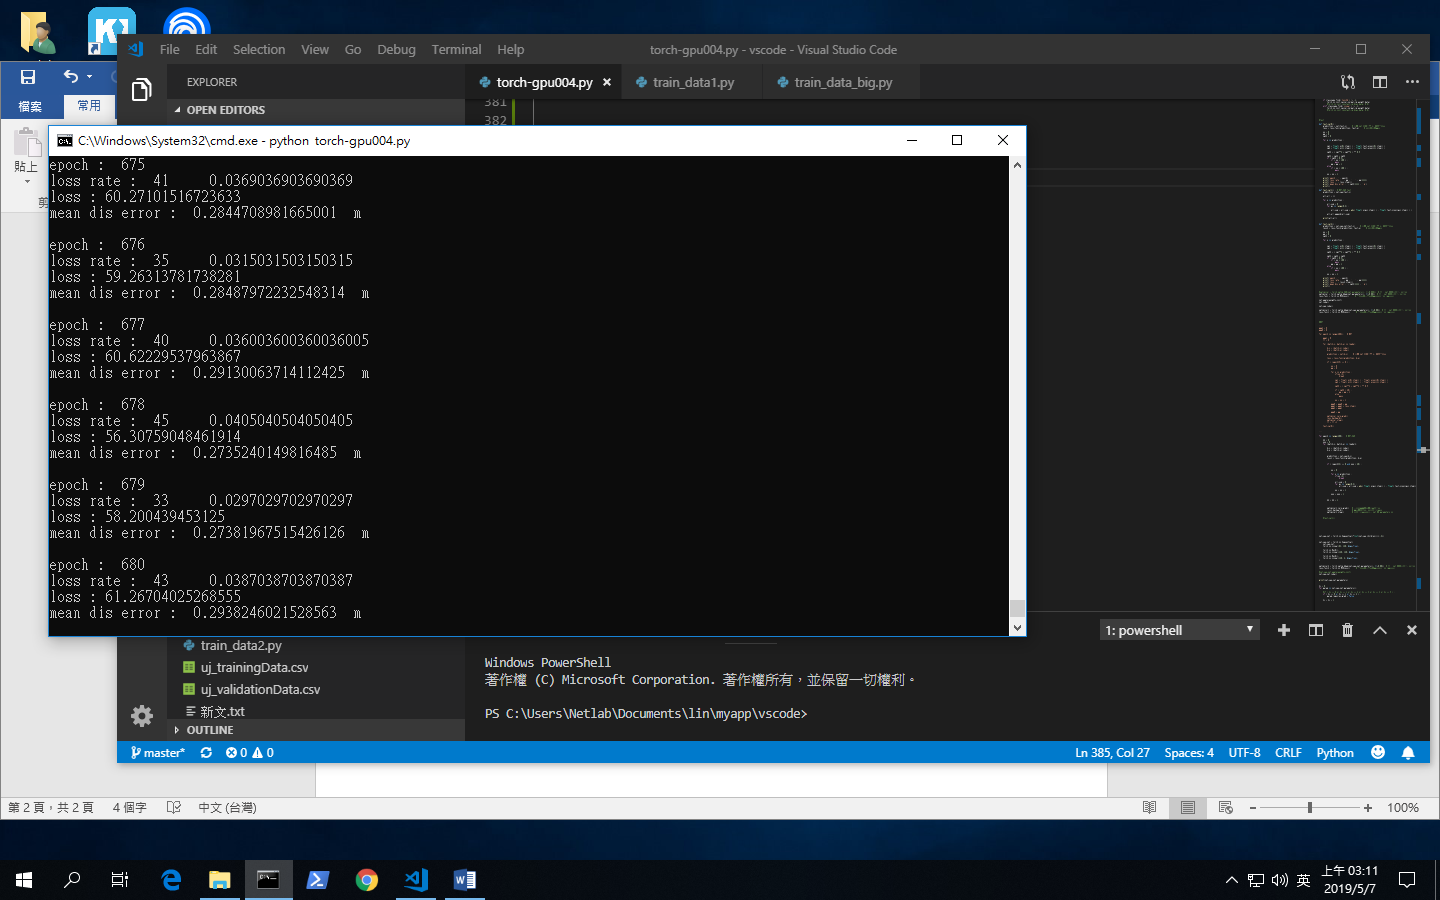 File Edit Selection View Go Debug Terminal Help
torch-gpu004.py - vscode - Visual Studio Code
檔案 常用
貼上
EXPLORER
OPEN EDITORS
torch-gpu004.py
train_data1.py
train_data_big.py
381
382
C:\Windows\System32\cmd.exe - python torch-gpu004.py
epoch :  675
loss rate :  41     0.0369036903690369
loss : 60.27101516723633
mean dis error :  0.2844708981665001  m
epoch :  676
loss rate :  35     0.0315031503150315
loss : 59.26313781738281
mean dis error :  0.28487972232548314  m
epoch :  677
loss rate :  40     0.036003600360036005
loss : 60.62229537963867
mean dis error :  0.29130063714112425  m
epoch :  678
loss rate :  45     0.0405040504050405
loss : 56.30759048461914
mean dis error :  0.2735240149816485  m
epoch :  679
loss rate :  33     0.0297029702970297
loss : 58.200439453125
mean dis error :  0.27381967515426126  m
epoch :  680
loss rate :  43     0.0387038703870387
loss : 61.26704025268555
mean dis error :  0.2938246021528563  m
train_data2.py
uj_trainingData.csv
uj_validationData.csv
新文.txt
OUTLINE
1: powershell
Windows PowerShell
著作權 (C) Microsoft Corporation. 著作權所有，並保留一切權利。
PS C:\Users\Netlab\Documents\lin\myapp\vscode>
master* 0 0
Ln 385, Col 27 Spaces: 4 UTF-8 CRLF Python
第 2 頁，共 2 頁 4 個字 中文 (台灣)
100%
英
上午 03:11
2019/5/7